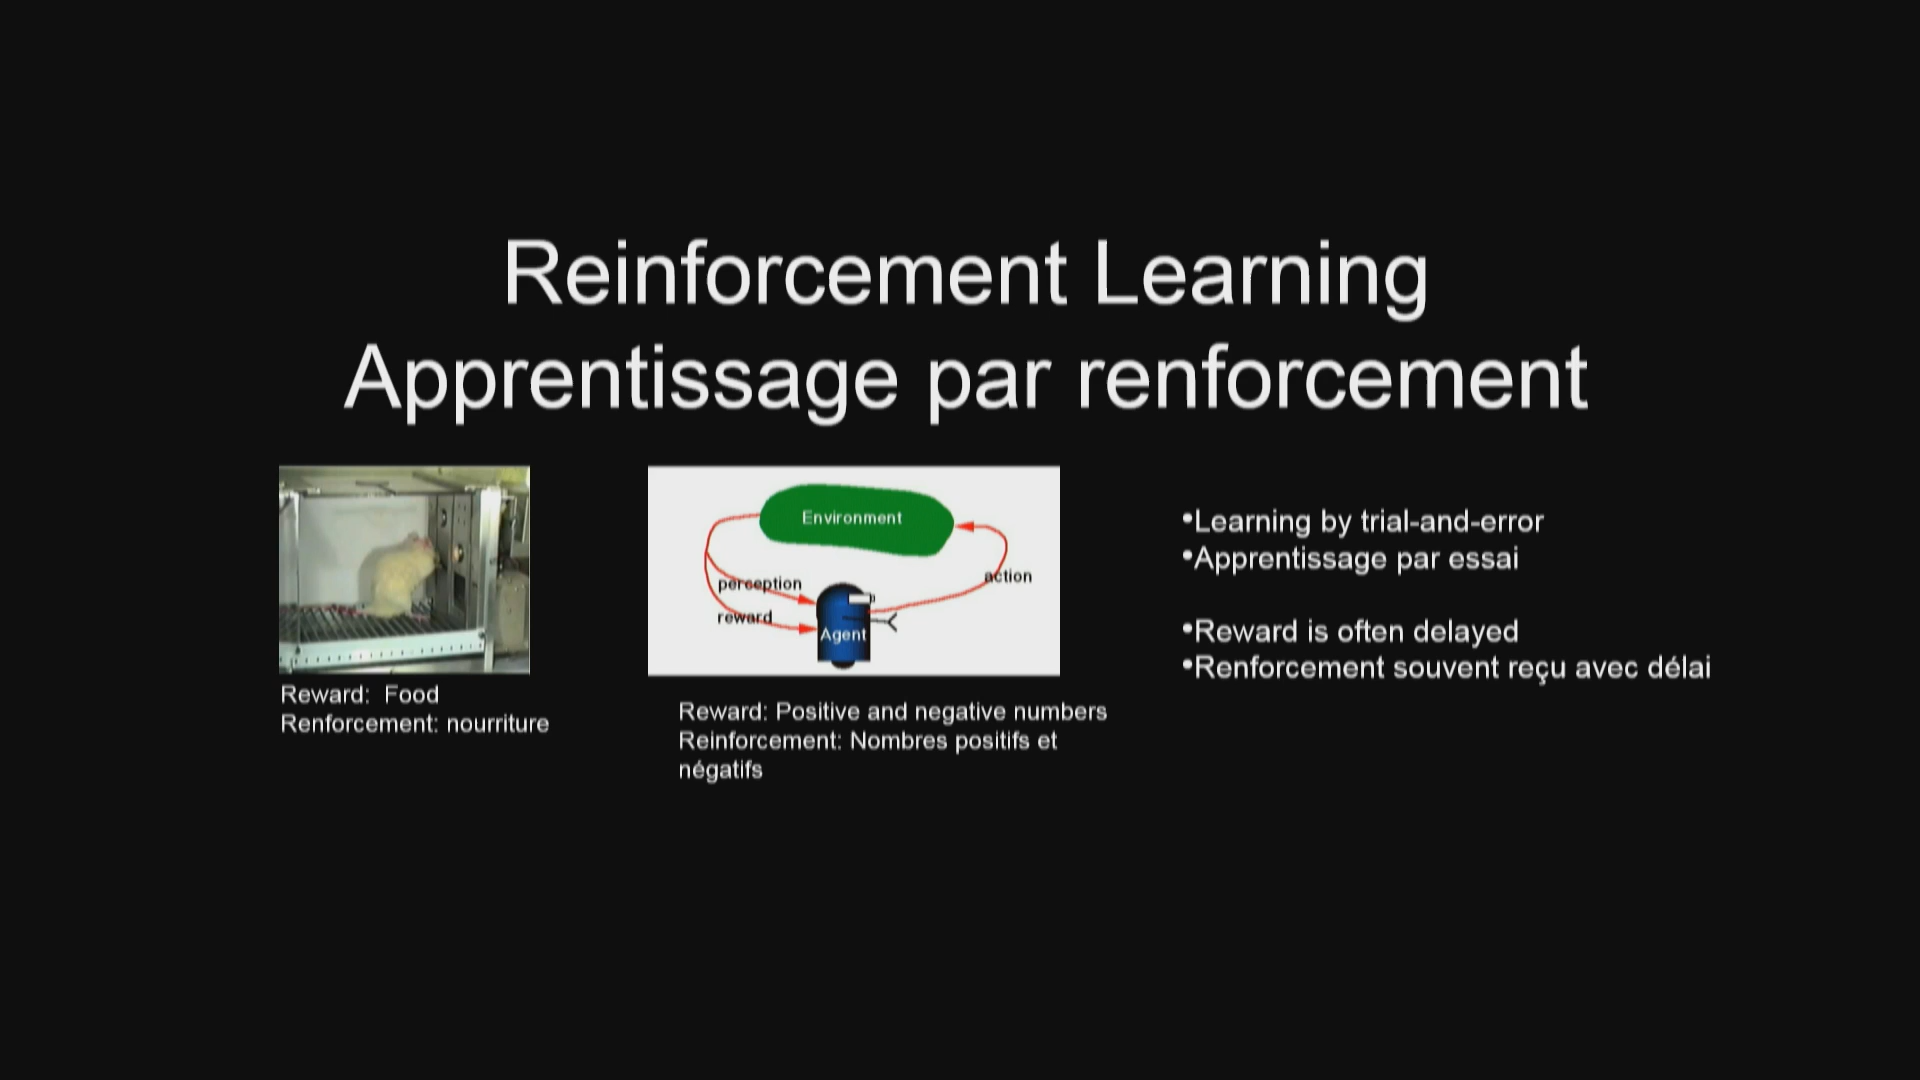 Reinforcement Learning
Apprentissage par renforcement
Environment
perception
action
reward
Agent
Reward: Food
Renforcement: nourriture
Reward: Positive and negative numbers
Reinforcement: Nombres positifs et
négatifs
•Learning by trial-and-error
•Apprentissage par essai
•Reward is often delayed
•Renforcement souvent reçu avec délai